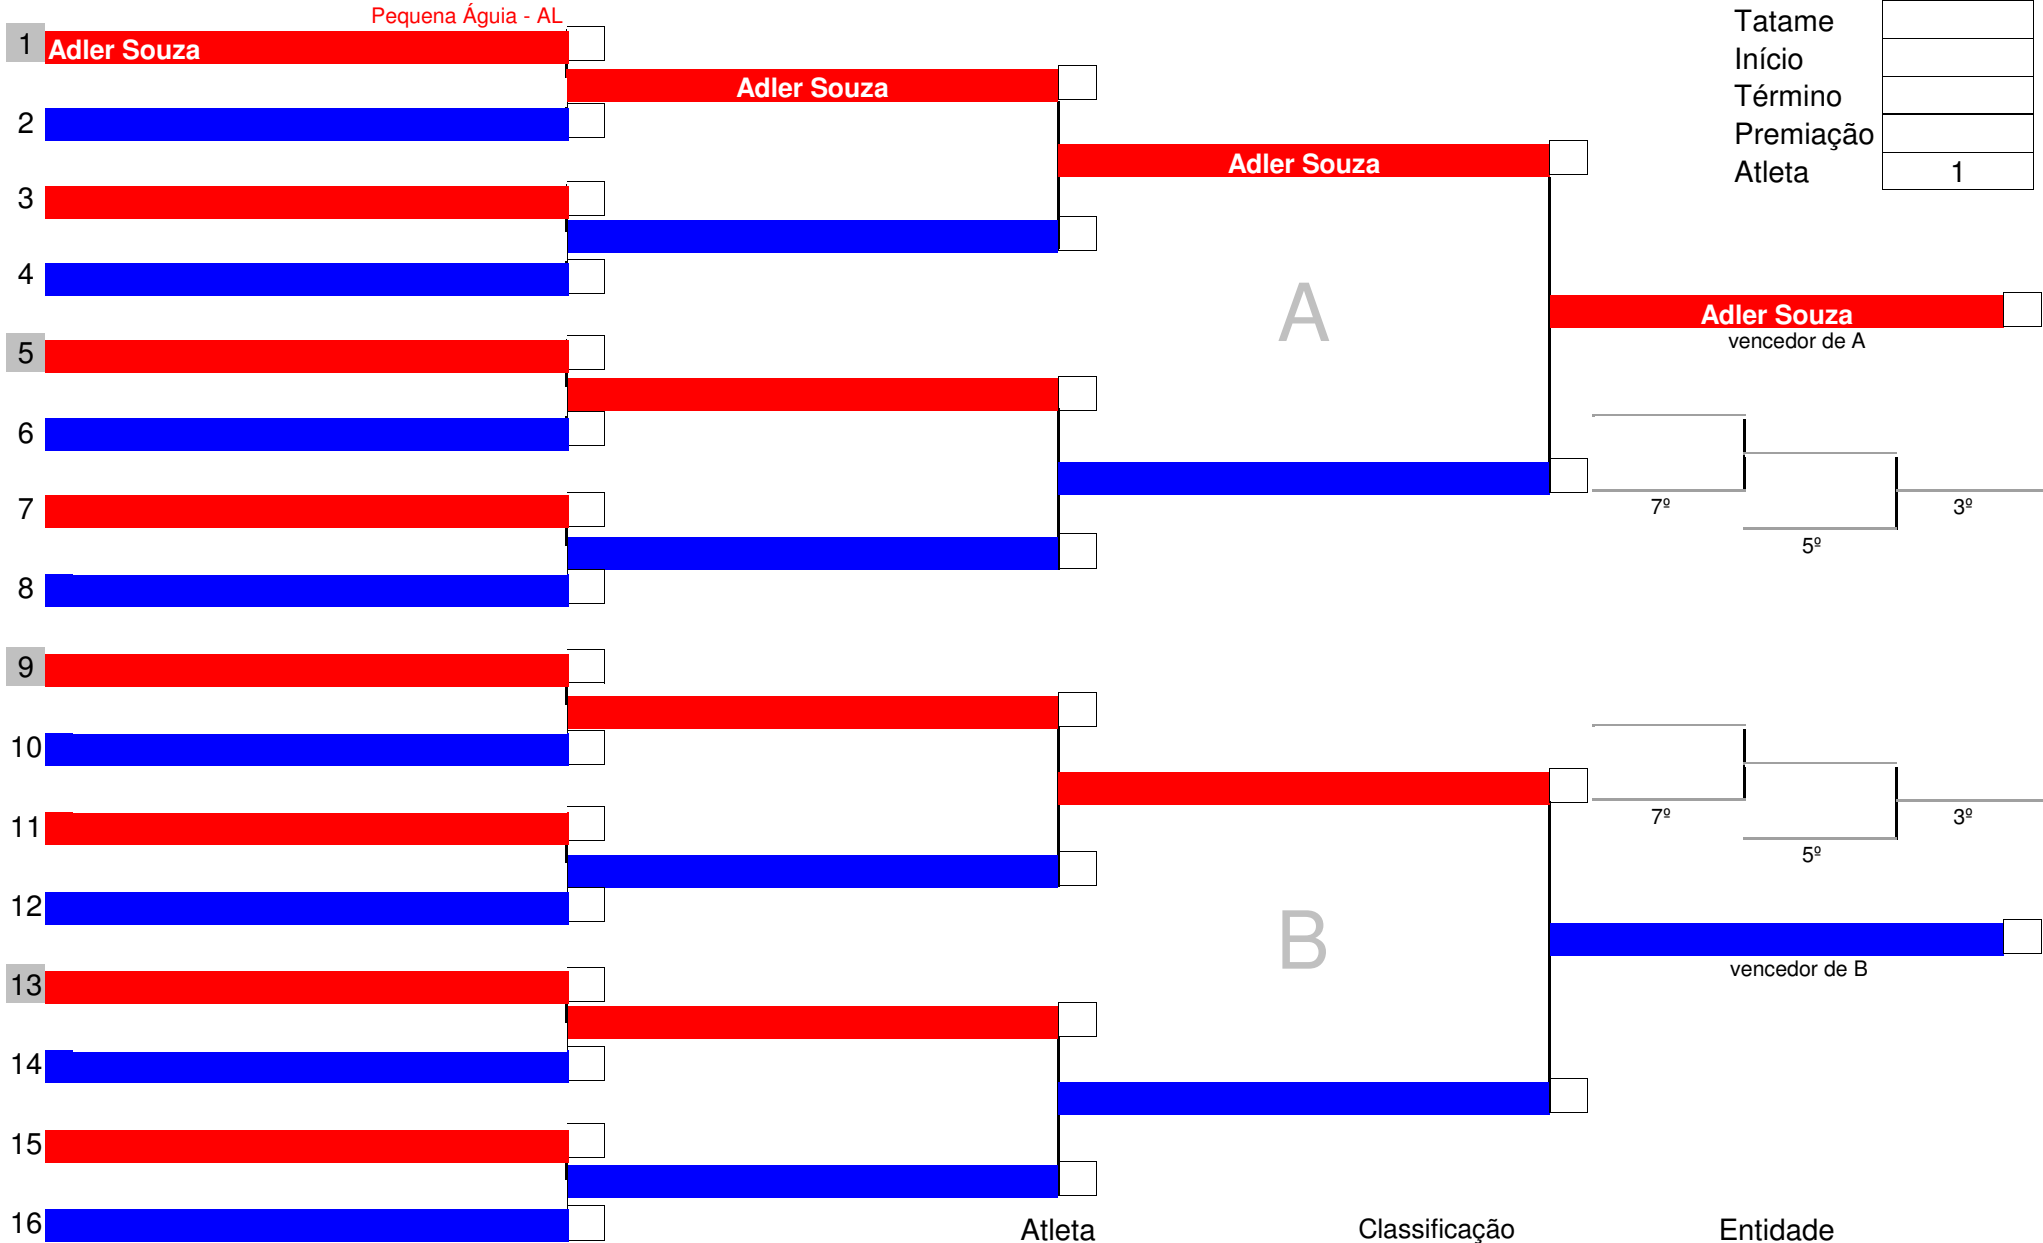 Pequena Águia - AL
Tatame
1 Adler Souza
Início
Adler Souza
Término
2
Premiação
Adler Souza
Atleta 1
3
4
A
Adler Souza
vencedor de A
5
6
7
7º 3º
5º
8
9
10
11
7º 3º
5º
12
B
13
vencedor de B
14
15
16
Atleta Classificação Entidade